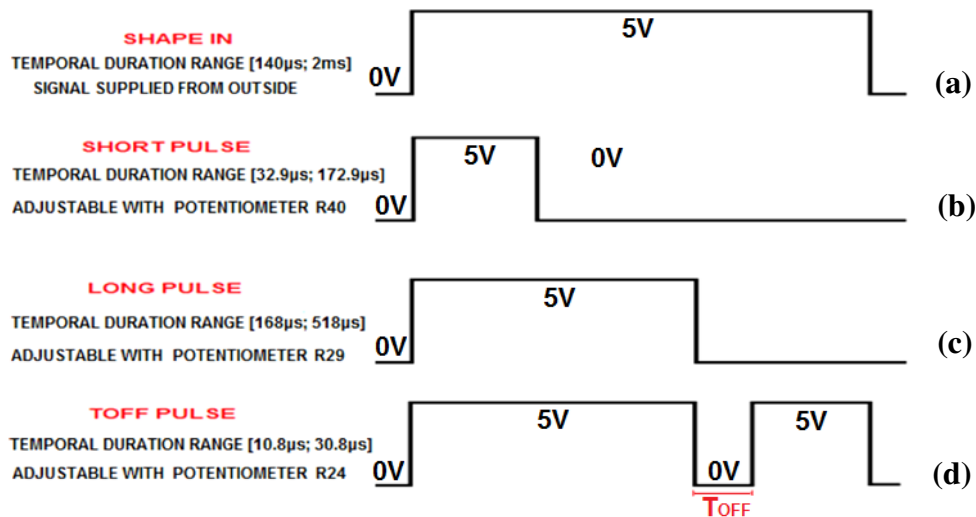 SHAPE IN
TEMPORAL DURATION RANGE [140µs; 2ms]
SIGNAL SUPPLIED FROM OUTSIDE
0V
5V
(a)
SHORT PULSE
TEMPORAL DURATION RANGE [32.9µs; 172.9µs]
ADJUSTABLE WITH POTENTIOMETER R40
0V
5V
0V
(b)
LONG PULSE
TEMPORAL DURATION RANGE [168µs; 518µs]
ADJUSTABLE WITH POTENTIOMETER R29
0V
5V
(c)
TOFF PULSE
TEMPORAL DURATION RANGE [10.8µs; 30.8µs]
ADJUSTABLE WITH POTENTIOMETER R24
0V
5V
0V
5V
(d)
TOFF